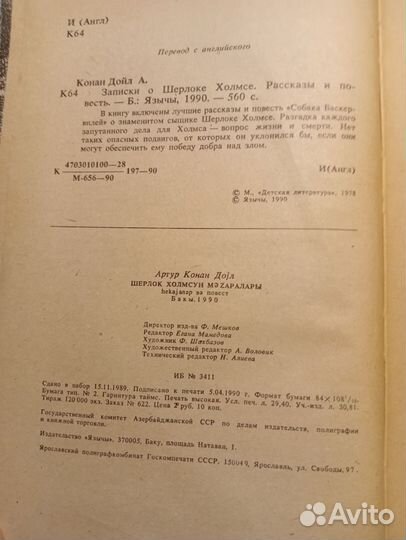 И (Англ)
К64
Перевод с английского
Конан Дойл А.
К64 Записки о Шерлоке Холмсе. Рассказы и по-
весть. — Б.: Язычы, 1990. — 560 с.
В книгу включены лучшие рассказы и повесть «Собака Баскер-
вилей» о знаменитом сыщике Шерлоке Холмсе. Разгадка каждого
запутанного дела для Холмса — вопрос жизни и смерти. Нет
таких опасных поединков, от которых он уклонился бы, если они
могут обеспечить ему победу добра над злом.
К 4703010100—28
М—656—90 197—90 И(Англ)
© М., «Детская литература», 1978
© Язычы, 1990
Артур Конан Дојл
ШЕРЛОК ХОЛМСУН МӘҺАРАЛАРЫ
һекајәләр вә повест
Бакы, 1990
Директор изд-ва Ф. Мешков
Редактор Егана Мамедова
Художник Ф. Шахбазов
Художественный редактор А. Воловик
Технический редактор Н. Алиева
ИБ № 3411
Сдано в набор 15.11.1989. Подписано к печати 5.04.1990 г. Формат бумаги 84×108¹/
Бумага тип. № 2. Гарнитура таймс. Печать высокая. Усл. печ. л. 29,40. Уч.-изд. л. 30,81.
Тираж 120 000 экз. Заказ № 622. Цена 2 руб. 10 коп.
Государственный комитет Азербайджанской ССР по делам издательств, полиграфии
и книжной торговли.
Издательство «Язычы». 370005, Баку, площадь Натаван, 1.
Ярославский полиграфкомбинат Госкомпечати СССР. 150049, Ярославль, ул. Свободы, 97.
Avito